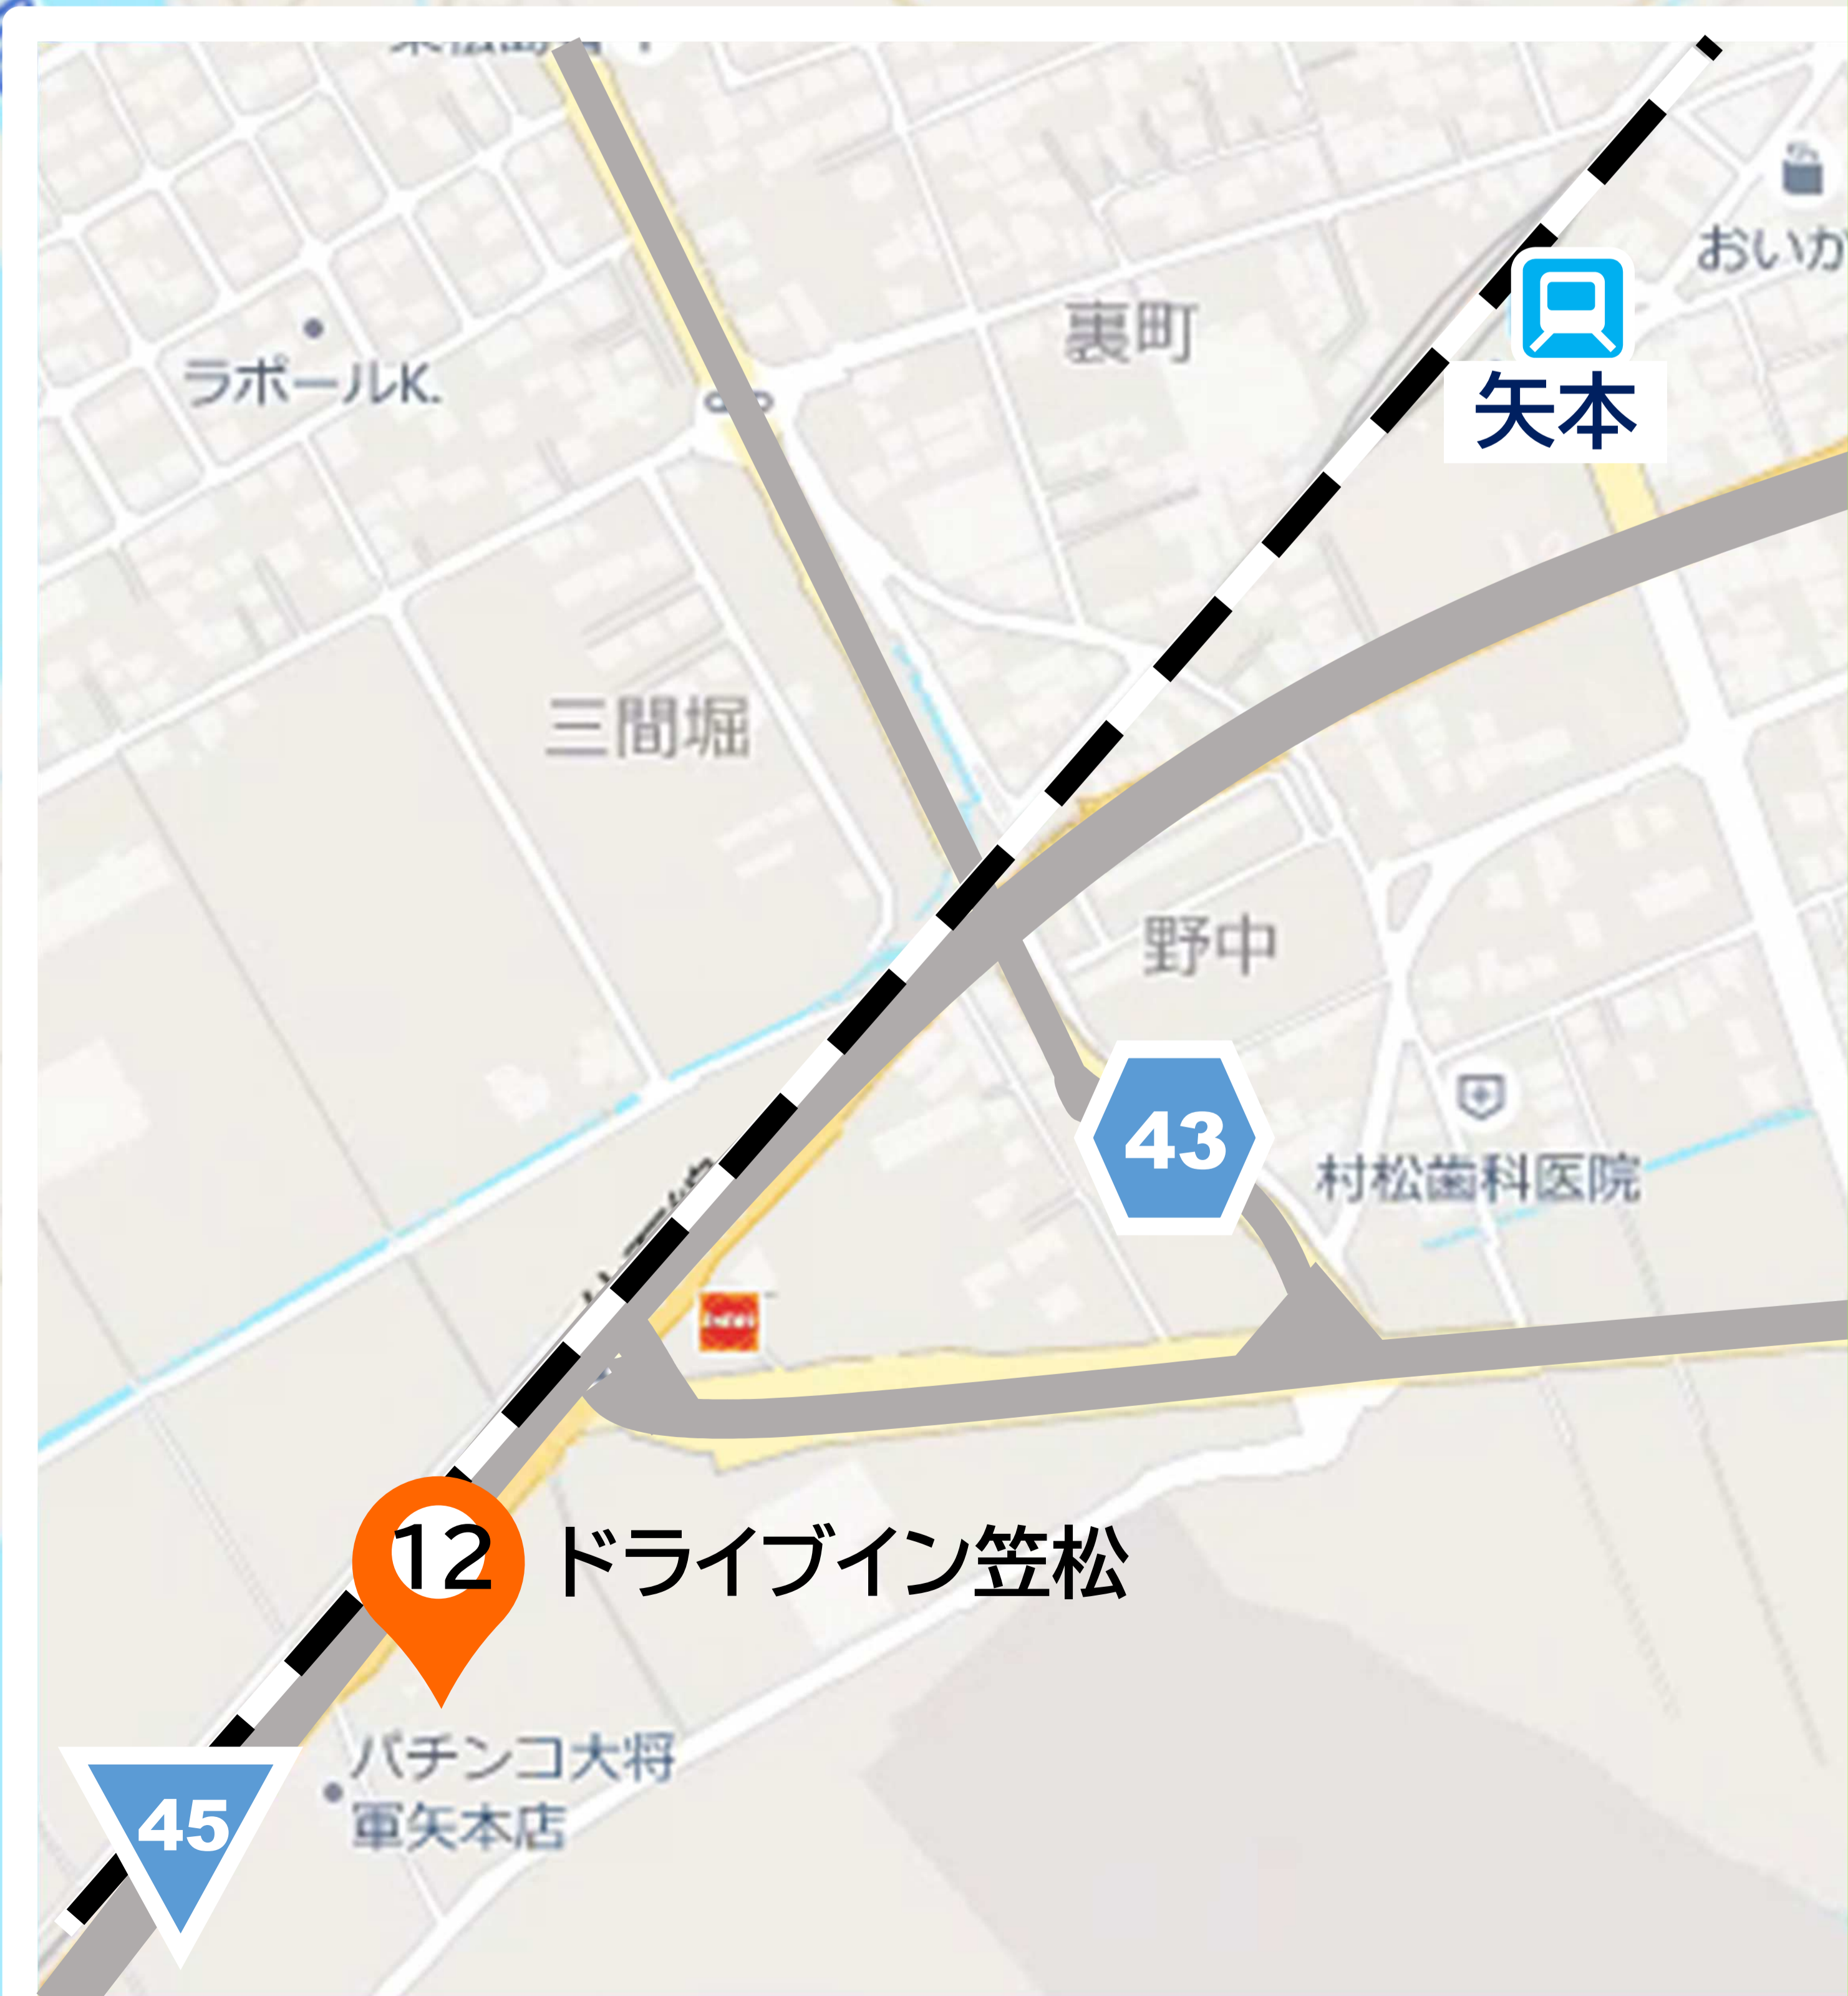 おいか
裏町
ラポールK.
矢本
三間堀
野中
43
村松歯科医院
12
ドライブイン笠松
パチンコ大将
軍矢本店
45